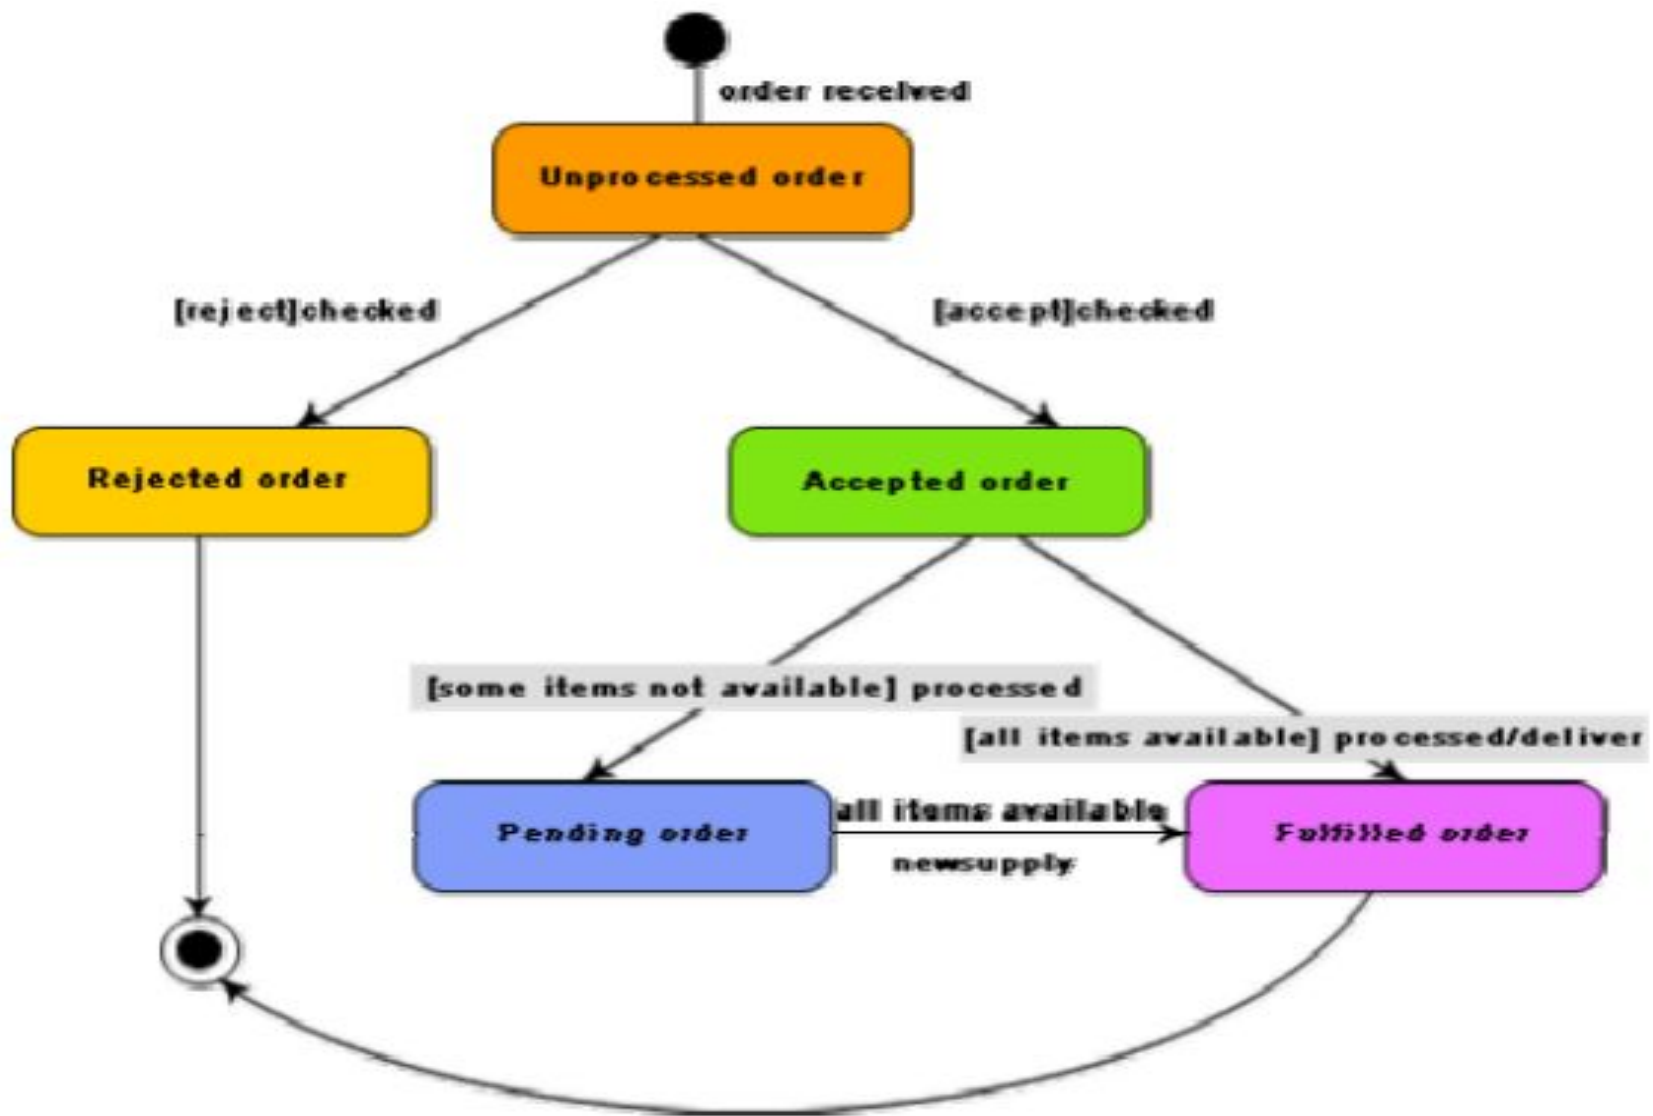 order received
Unprocessed order
[reject]checked
[accept]checked
Rejected order
Accepted order
[some items not available] processed
[all items available] processed/deliver
Pending order
all items available
newsupply
Fulfilled order